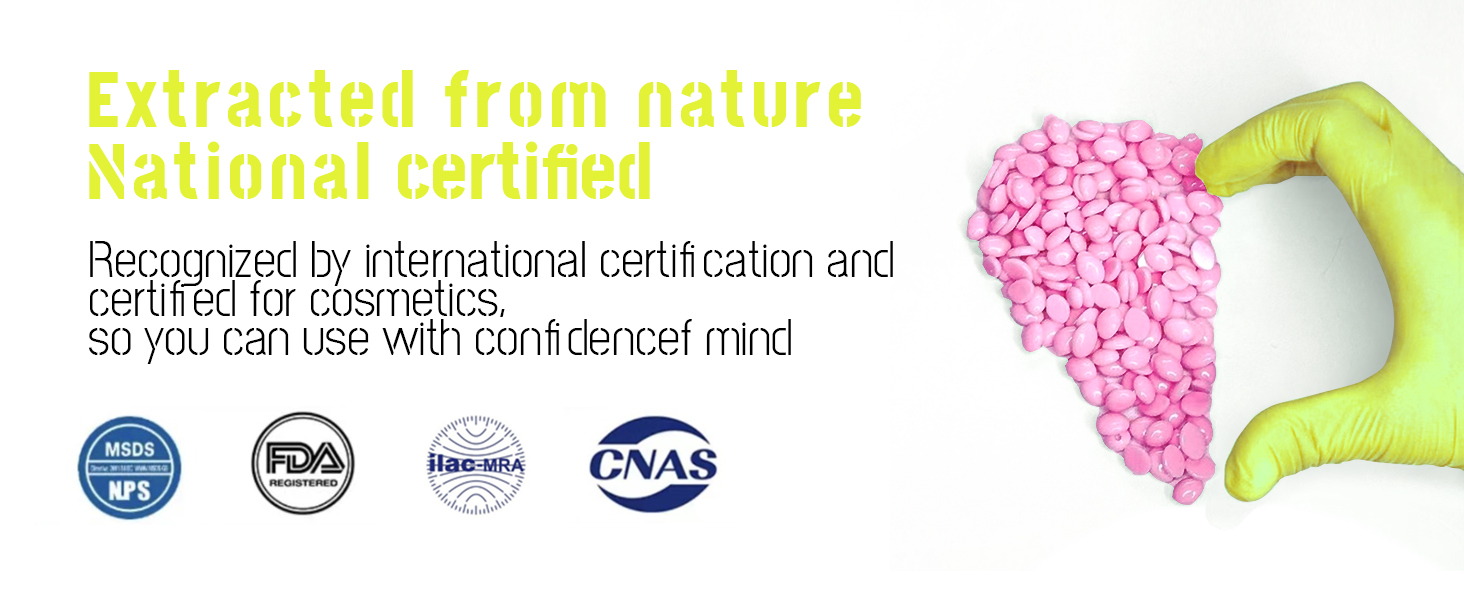 Extracted from nature
National certified
Recognized by international certification and
certified for cosmetics,
so you can use with confidencef mind
MSDS
NPS
FDA
REGISTERED
ilac-MRA
CNAS